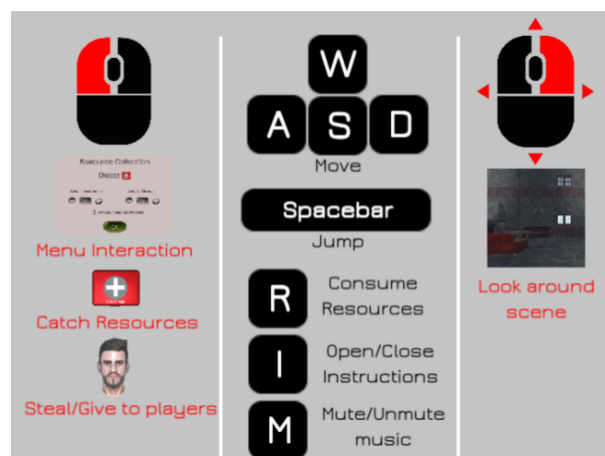 Resource Collection
Choose
Menu Interaction
Catch Resources
Steal/Give to players
W
A S D
Move
Spacebar
Jump
R
Consume
Resources
I
Open/Close
Instructions
M
Mute/Unmute
music
Look around
scene